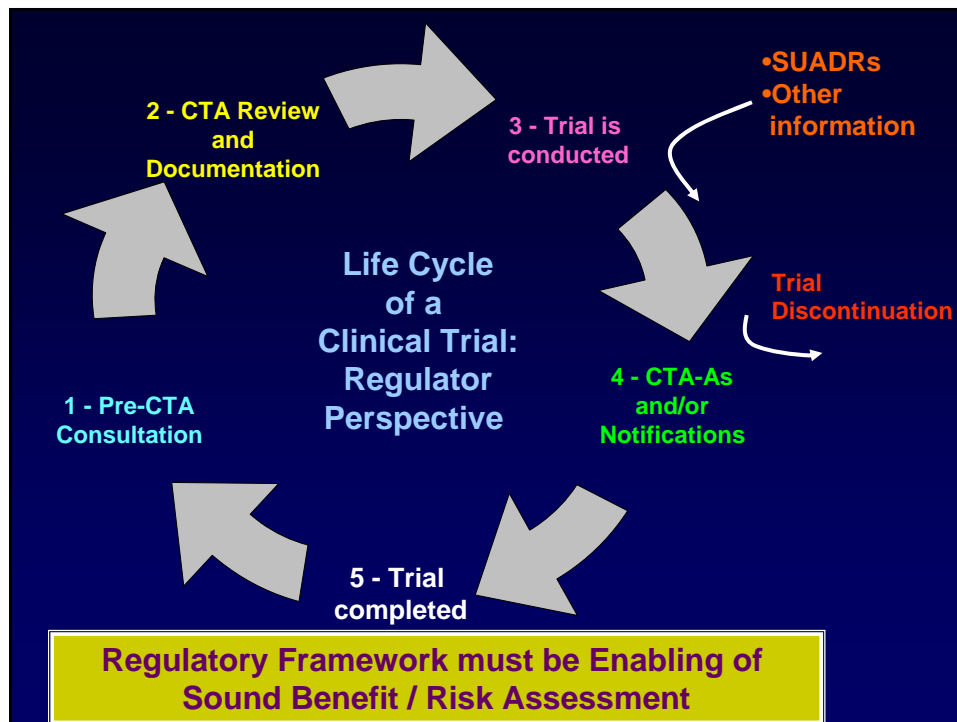 2 - CTA Review
and
Documentation
3 - Trial is
conducted
•SUADRs
•Other
information
Life Cycle
of a
Clinical Trial:
Regulator
Perspective
Trial
Discontinuation
1 - Pre-CTA
Consultation
4 - CTA-As
and/or
Notifications
5 - Trial
completed
Regulatory Framework must be Enabling of
Sound Benefit / Risk Assessment